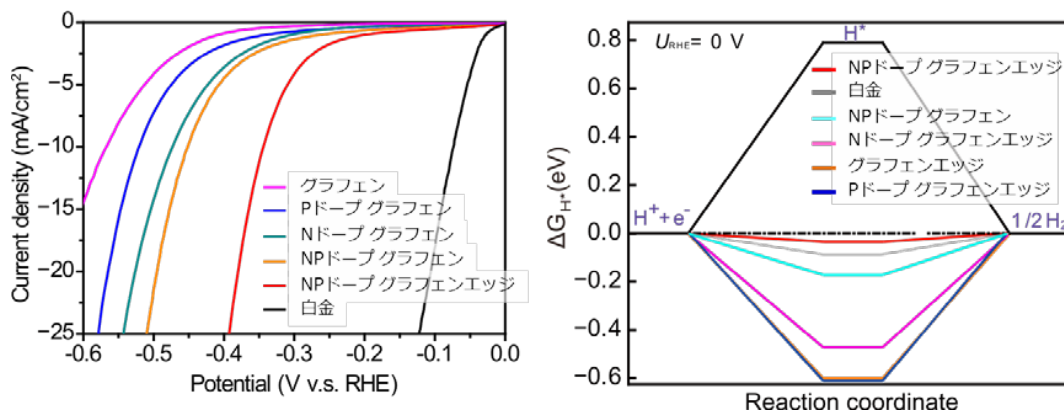 0
−5
−10
−15
−20
−25
-0.6
-0.5
-0.4
-0.3
-0.2
-0.1
0.0
Current density (mA/cm²)
Potential (V v.s. RHE)
グラフェン
Pドープ グラフェン
Nドープ グラフェン
NPドープ グラフェン
NPドープ グラフェンエッジ
白金
0.8
0.6
0.4
0.2
0.0
−0.2
−0.4
−0.6
ΔG_H*(eV)
Reaction coordinate
U_RHE= 0 V
H*
NPドープ グラフェンエッジ
白金
NPドープ グラフェン
Nドープ グラフェンエッジ
グラフェンエッジ
Pドープ グラフェンエッジ
H⁺+e⁻
1/2H₂